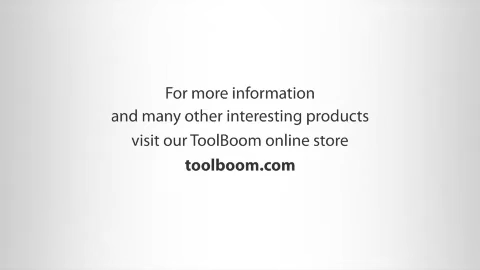 For more information
and many other interesting products
visit our ToolBoom online store
toolboom.com